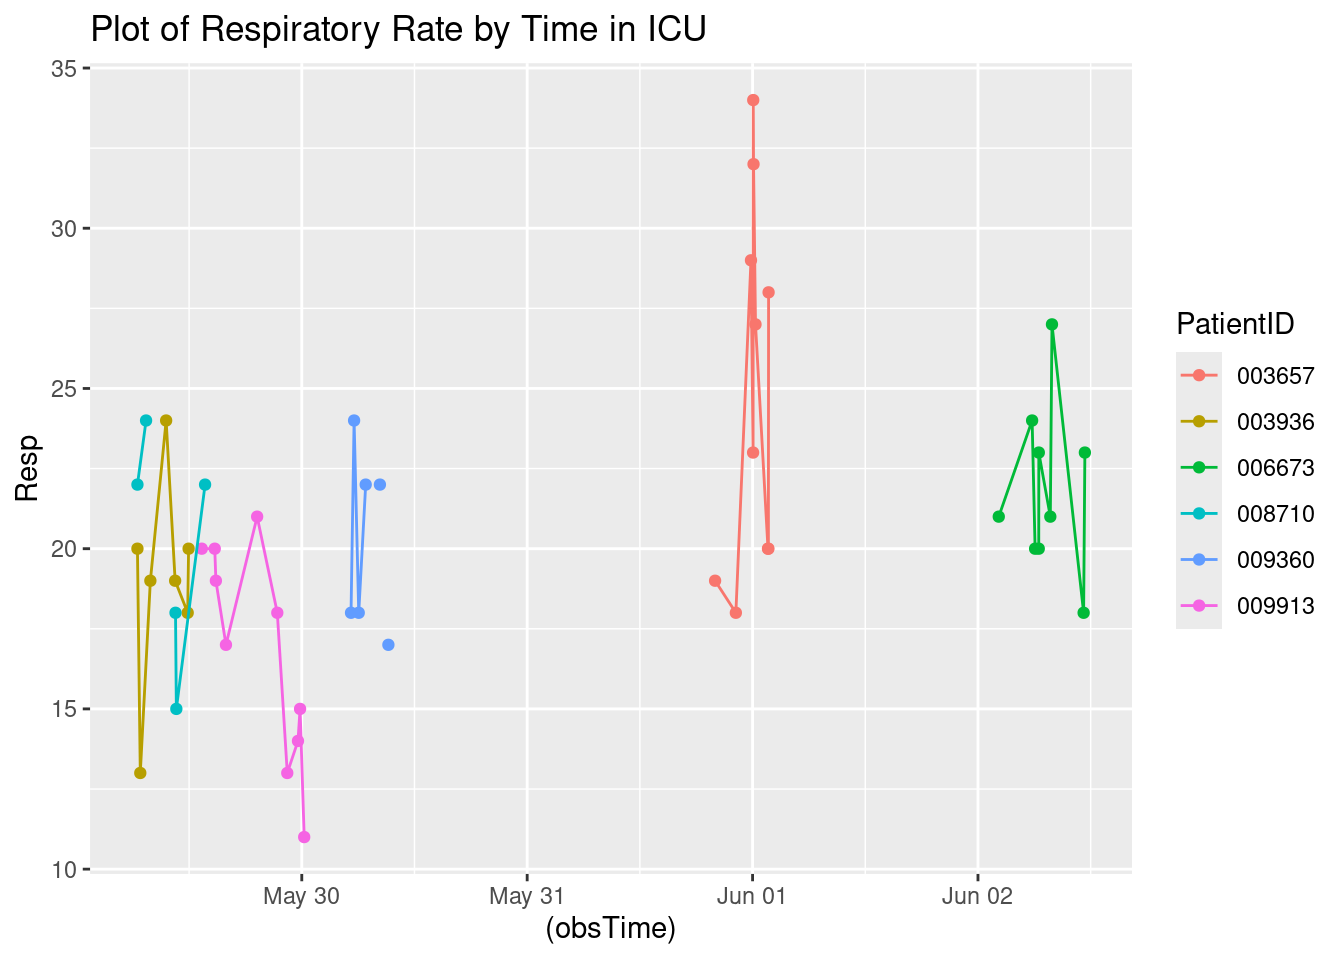 Plot of Respiratory Rate by Time in ICU
35
30
25
20
15
10
Resp
May 30
May 31
Jun 01
Jun 02
(obsTime)
PatientID
003657
003936
006673
008710
009360
009913